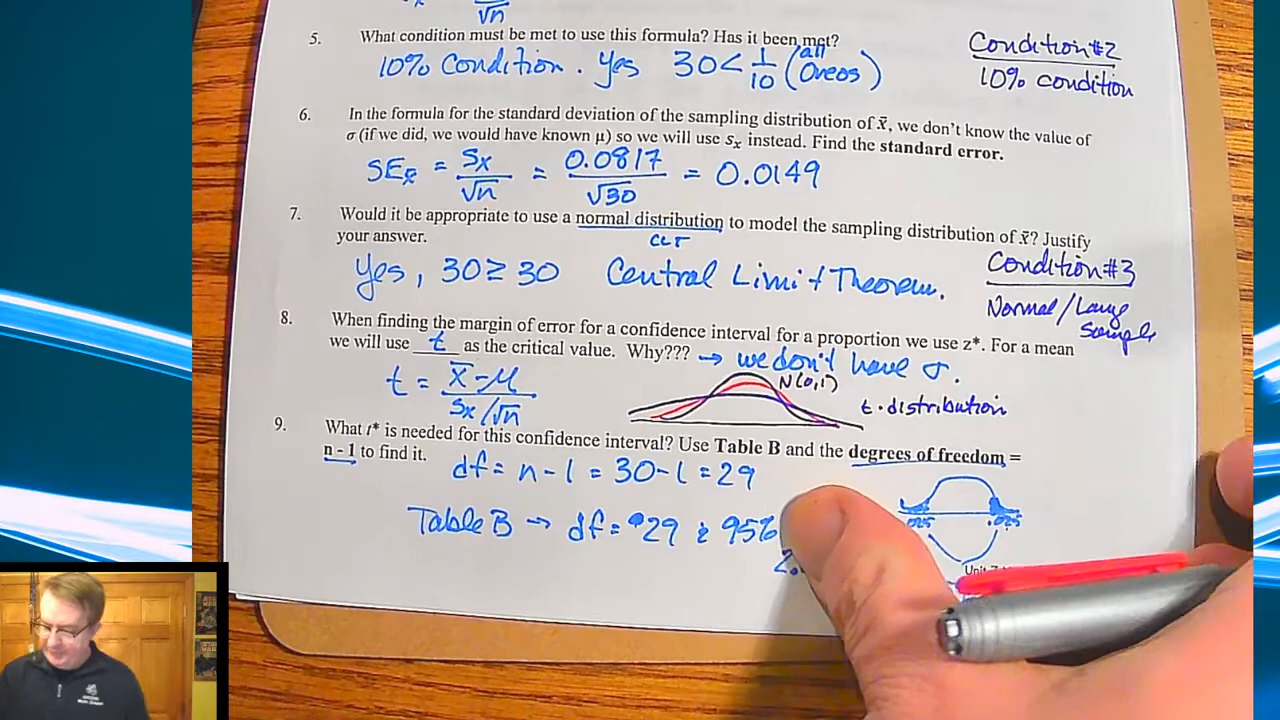 √n
5. What condition must be met to use this formula? Has it been met?
10% Condition. Yes 30 < 1/10 (all Oreos)
Condition #2
10% condition
6. In the formula for the standard deviation of the sampling distribution of x̄, we don't know the value of
σ (if we did, we would have known μ) so we will use sx instead. Find the standard error.
SEx̄ = Sx/√n = 0.0817/√30 = 0.0149
7. Would it be appropriate to use a normal distribution to model the sampling distribution of x̄? Justify
your answer.
CLT
Yes, 30 ≥ 30 Central Limit Theorem.
Condition #3
Normal/Large
Sample
8. When finding the margin of error for a confidence interval for a proportion we use z*. For a mean
we will use t as the critical value. Why??? → we don't have σ.
t = x̄ - μ / Sx/√n
N(0,1)
t-distribution
9. What t* is needed for this confidence interval? Use Table B and the degrees of freedom =
n - 1 to find it.
df = n - 1 = 30 - 1 = 29
Table B → df = 29 & 95%
.025 .025
2.